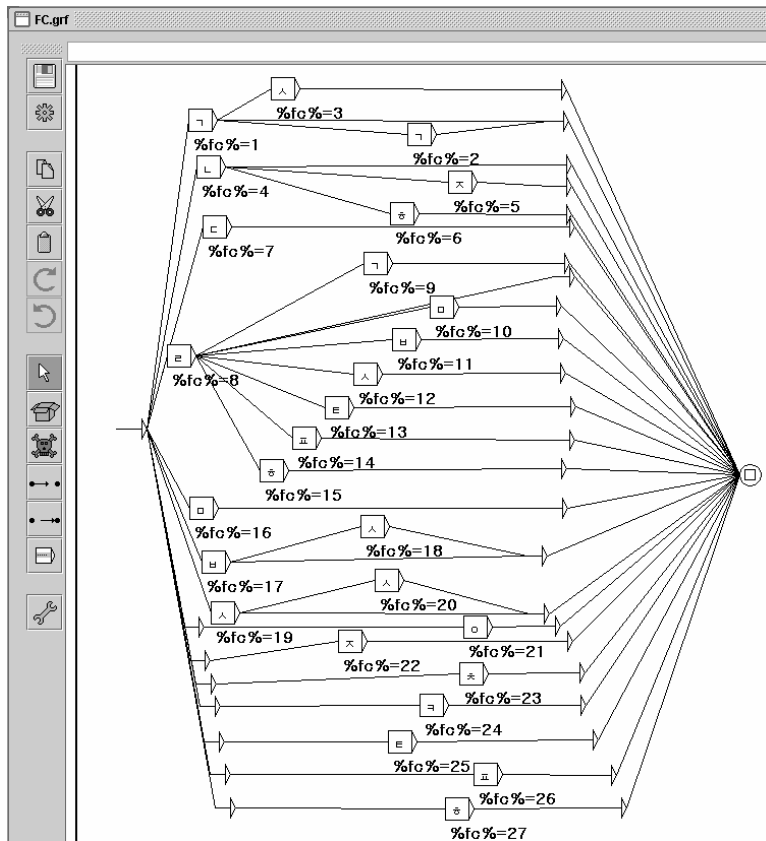 FC.grf
ㅅ
%fc%=3
ㄱ
%fc%=1
ㄱ
%fc%=2
ㄴ
%fc%=4
ㅈ
%fc%=5
ㅎ
%fc%=6
ㄷ
%fc%=7
ㄱ
%fc%=9
ㅁ
%fc%=10
ㅂ
%fc%=11
ㄹ
%fc%=8
ㅅ
%fc%=12
ㅌ
%fc%=13
ㅍ
%fc%=14
ㅎ
%fc%=15
ㅁ
%fc%=16
ㅅ
%fc%=18
ㅂ
%fc%=17
ㅅ
%fc%=20
ㅅ
%fc%=19
ㅇ
%fc%=21
ㅈ
%fc%=22
ㅊ
%fc%=23
ㅋ
%fc%=24
ㅌ
%fc%=25
ㅍ
%fc%=26
ㅎ
%fc%=27